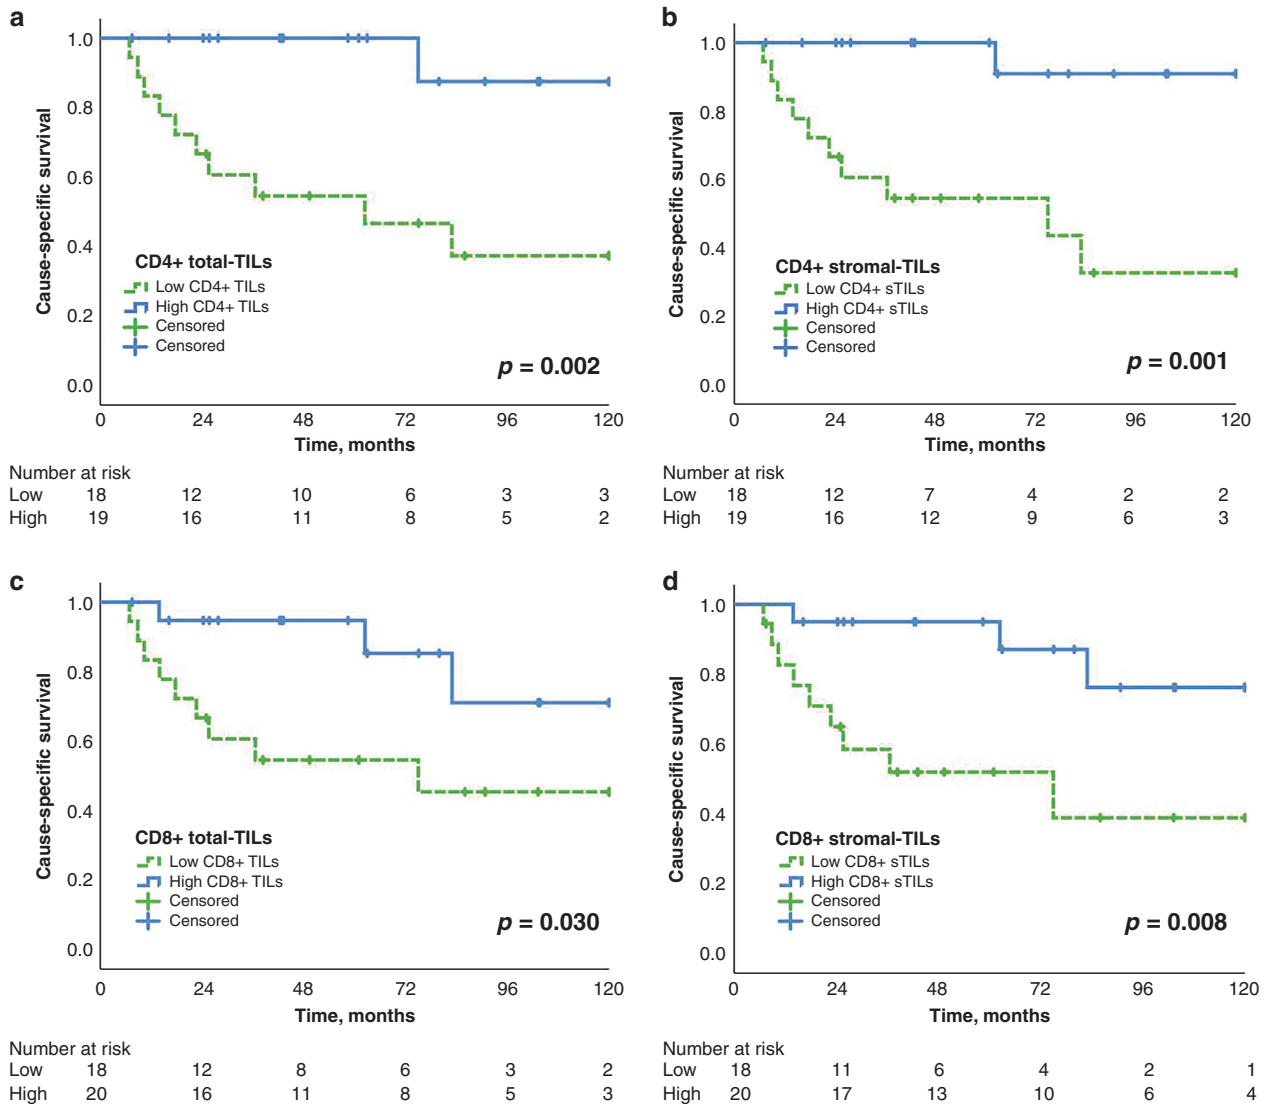 a
Cause-specific survival
1.0
0.8
0.6
0.4
0.2
0.0
CD4+ total-TILs
Low CD4+ TILs
High CD4+ TILs
Censored
Censored
p = 0.002
0 24 48 72 96 120
Time, months
Number at risk
Low 18 12 10 6 3 3
High 19 16 11 8 5 2
b
Cause-specific survival
1.0
0.8
0.6
0.4
0.2
0.0
CD4+ stromal-TILs
Low CD4+ sTILs
High CD4+ sTILs
Censored
Censored
p = 0.001
0 24 48 72 96 120
Time, months
Number at risk
Low 18 12 7 4 2 2
High 19 16 12 9 6 3
c
Cause-specific survival
1.0
0.8
0.6
0.4
0.2
0.0
CD8+ total-TILs
Low CD8+ TILs
High CD8+ TILs
Censored
Censored
p = 0.030
0 24 48 72 96 120
Time, months
Number at risk
Low 18 12 8 6 3 2
High 20 16 11 8 5 3
d
Cause-specific survival
1.0
0.8
0.6
0.4
0.2
0.0
CD8+ stromal-TILs
Low CD8+ sTILs
High CD8+ sTILs
Censored
Censored
p = 0.008
0 24 48 72 96 120
Time, months
Number at risk
Low 18 11 6 4 2 1
High 20 17 13 10 6 4